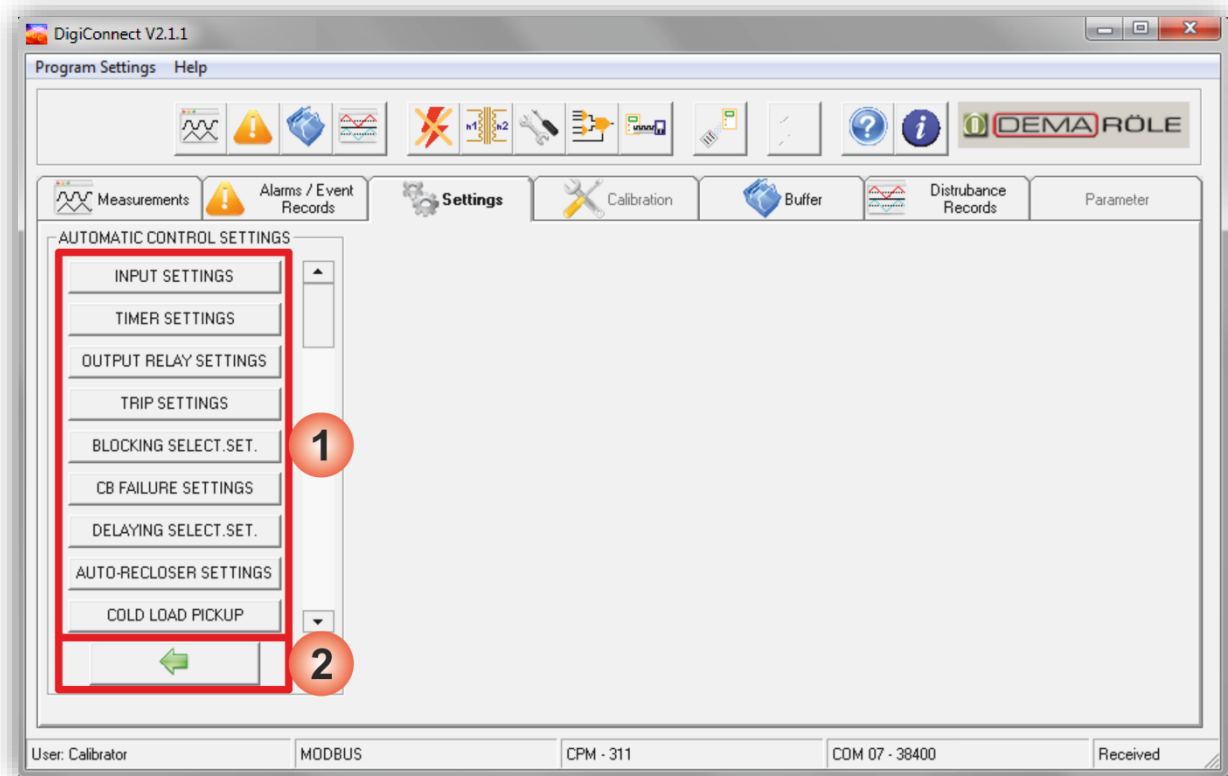 DigiConnect V2.1.1
Program Settings Help
n1 n2
? i DEMA RÖLE
Measurements
Alarms / Event
Records
Settings
Calibration
Buffer
Distrubance
Records
Parameter
AUTOMATIC CONTROL SETTINGS
INPUT SETTINGS
TIMER SETTINGS
OUTPUT RELAY SETTINGS
TRIP SETTINGS
BLOCKING SELECT.SET.
1
CB FAILURE SETTINGS
DELAYING SELECT.SET.
AUTO-RECLOSER SETTINGS
COLD LOAD PICKUP
2
User: Calibrator MODBUS CPM - 311 COM 07 - 38400 Received